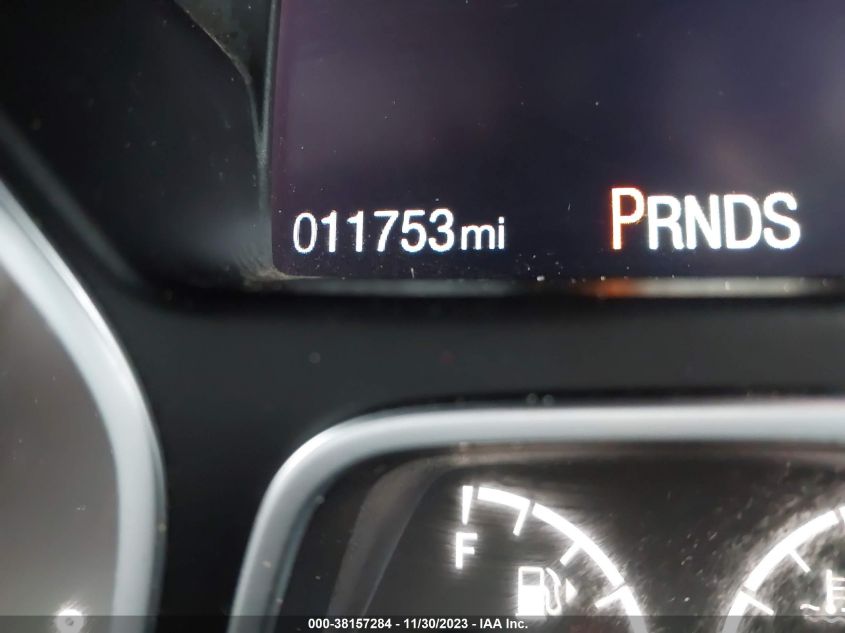 011753mi PRNDS
F
000-38157284 - 11/30/2023 - IAA Inc.